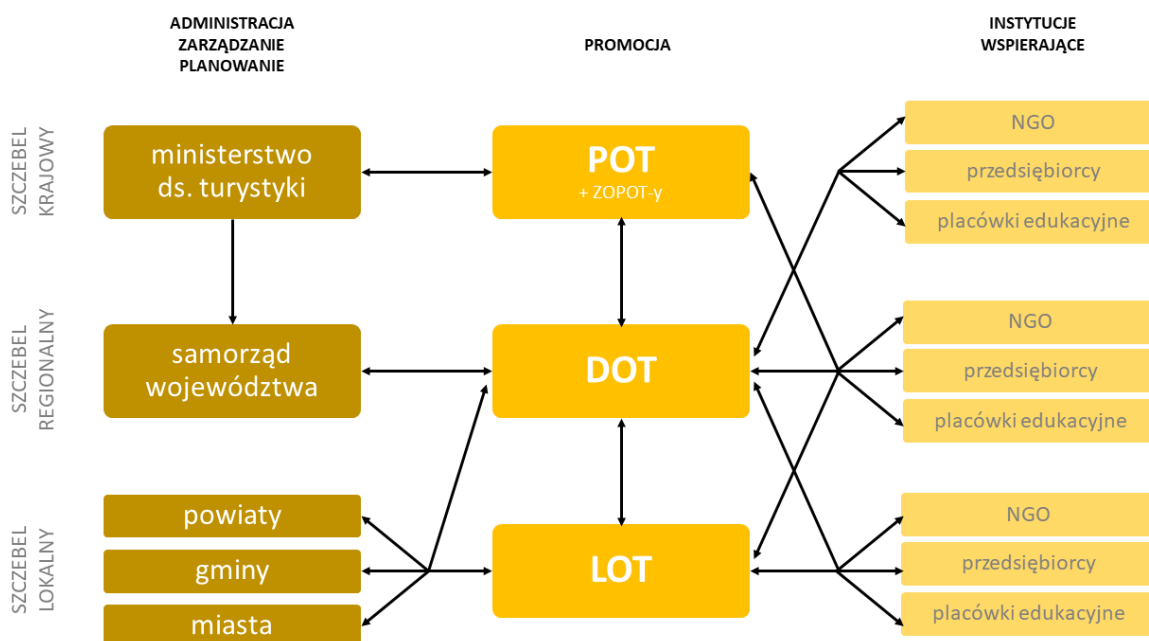 ADMINISTRACJA
ZARZĄDZANIE
PLANOWANIE
PROMOCJA
INSTYTUCJE
WSPIERAJĄCE
SZCZEBEL
KRAJOWY
ministerstwo
ds. turystyki
POT
+ ZOPOT-y
NGO
przedsiębiorcy
placówki edukacyjne
SZCZEBEL
REGIONALNY
samorząd
województwa
DOT
NGO
przedsiębiorcy
placówki edukacyjne
SZCZEBEL
LOKALNY
powiaty
gminy
miasta
LOT
NGO
przedsiębiorcy
placówki edukacyjne